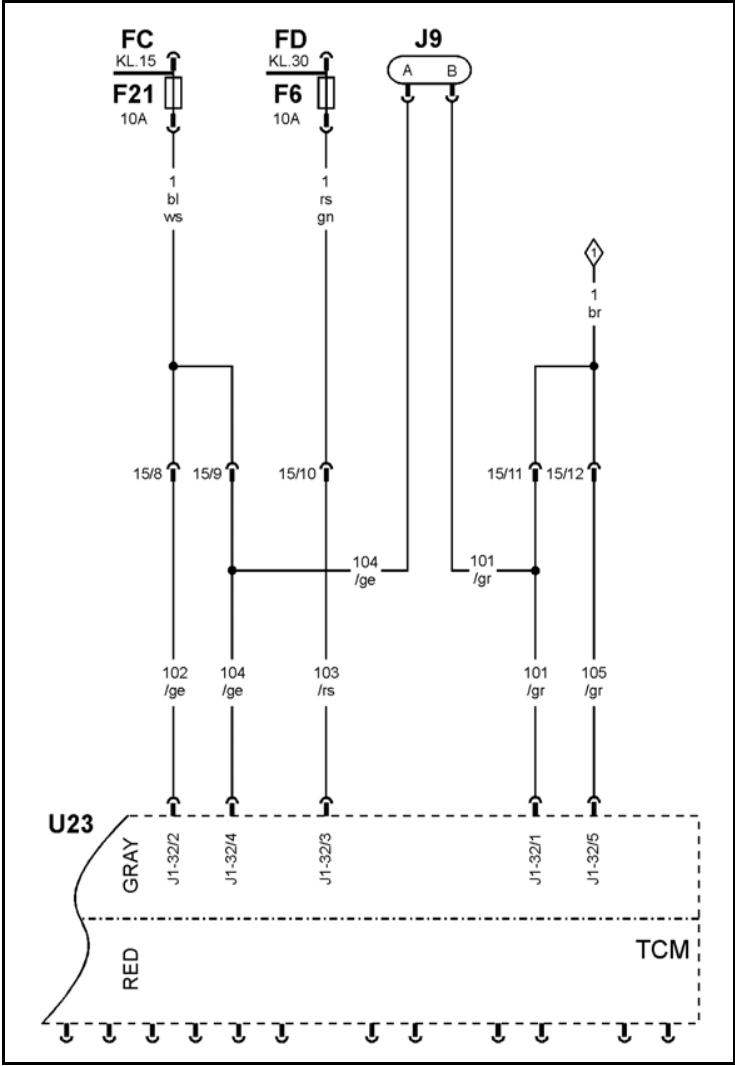 FC
KL.15
F21
10A
FD
KL.30
F6
10A
J9
A B
1
bl
ws
1
rs
gn
1
1
br
15/8
15/9
15/10
15/11
15/12
104
/ge
101
/gr
102
/ge
104
/ge
103
/rs
101
/gr
105
/gr
U23
GRAY
J1-32/2
J1-32/4
J1-32/3
J1-32/1
J1-32/5
RED
TCM